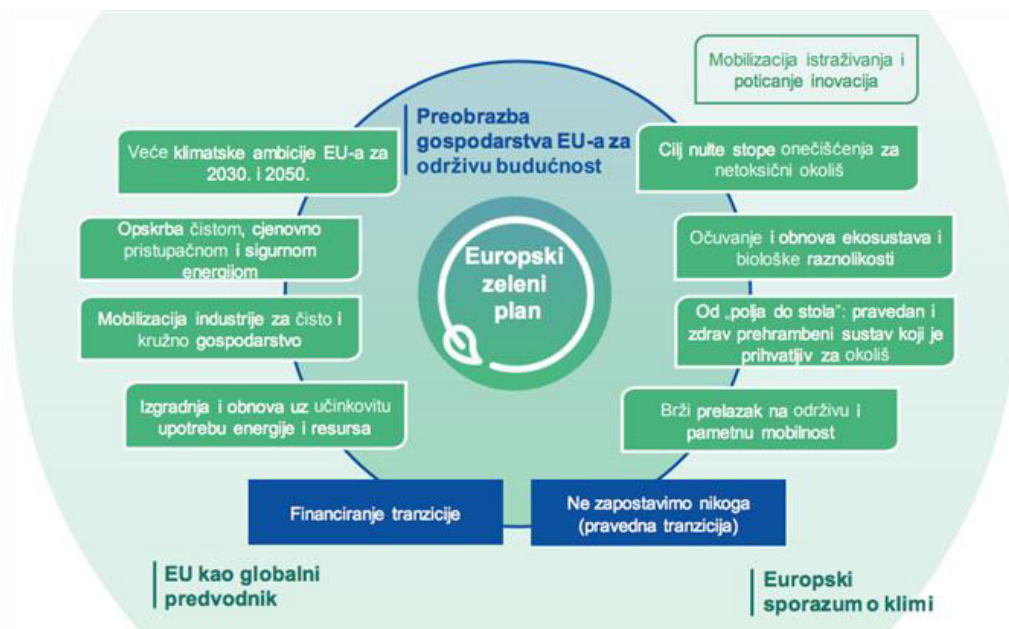 Mobilizacija istraživanja i
poticanje inovacija
Preobrazba
gospodarstva EU-a za
održivu budućnost
Veće klimatske ambicije EU-a za
2030. i 2050.
Cilj nulte stope onečišćenja za
netoksični okoliš
Opskrba čistom, cjenovno
pristupačnom i sigurnom
energijom
Očuvanje i obnova ekosustava i
biološke raznolikosti
Europski
zeleni
plan
Mobilizacija industrije za čisto i
kružno gospodarstvo
Od „polja do stola”: pravedan i
zdrav prehrambeni sustav koji je
prihvatljiv za okoliš
Izgradnja i obnova uz učinkovitu
upotrebu energije i resursa
Brži prelazak na održivu i
pametnu mobilnost
Financiranje tranzicije
Ne zapostavimo nikoga
(pravedna tranzicija)
EU kao globalni
predvodnik
Europski
sporazum o klimi